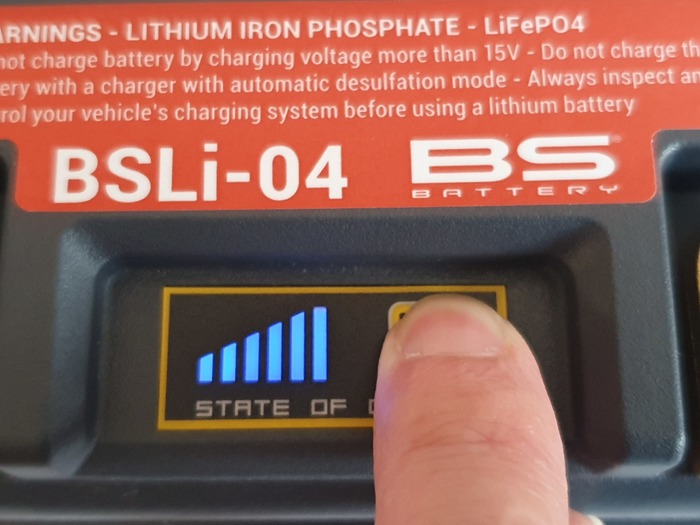 ARNINGS - LITHIUM IRON PHOSPHATE - LiFePO4
not charge battery by charging voltage more than 15V - Do not charge th
ery with a charger with automatic desulfation mode - Always inspect an
rol your vehicle's charging system before using a lithium battery
BSLi-04
BS
BATTERY
STATE OF